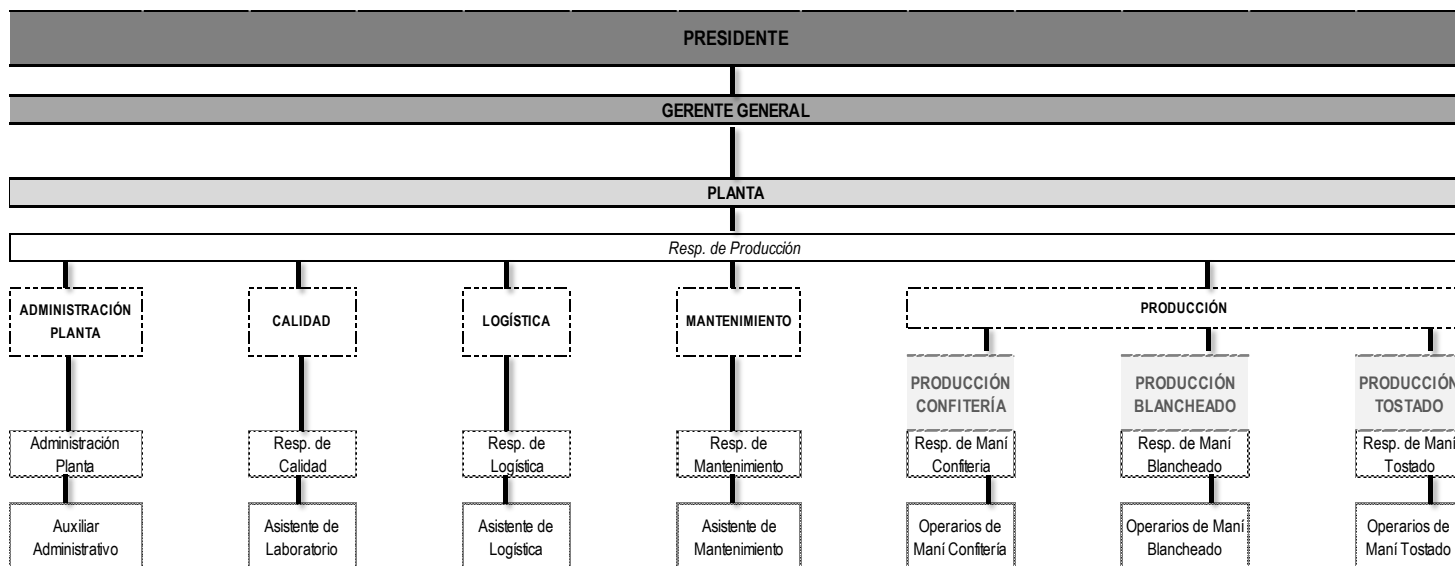 PRESIDENTE
GERENTE GENERAL
PLANTA
Resp. de Producción
ADMINISTRACIÓN
PLANTA
CALIDAD
LOGÍSTICA
MANTENIMIENTO
PRODUCCIÓN
PRODUCCIÓN
CONFITERÍA
PRODUCCIÓN
BLANCHEADO
PRODUCCIÓN
TOSTADO
Administración
Planta
Resp. de
Calidad
Resp. de
Logística
Resp. de
Mantenimiento
Resp. de Maní
Confiteria
Resp. de Maní
Blancheado
Resp. de Maní
Tostado
Auxiliar
Administrativo
Asistente de
Laboratorio
Asistente de
Logística
Asistente de
Mantenimiento
Operarios de
Maní Confitería
Operarios de Maní
Blancheado
Operarios de
Maní Tostado